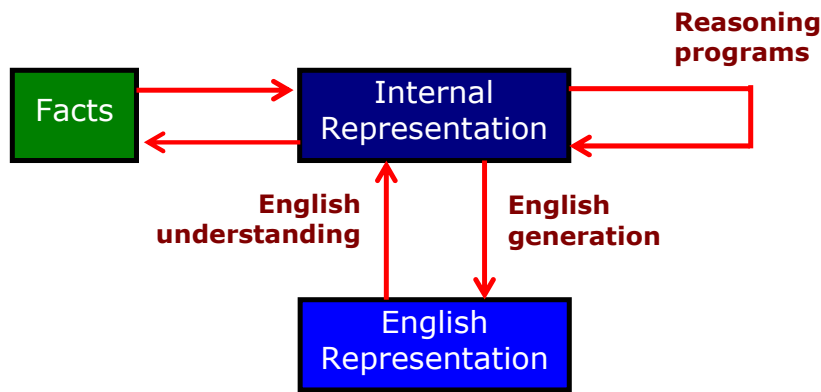 Reasoning
programs
Facts
Internal
Representation
English
understanding
English
generation
English
Representation